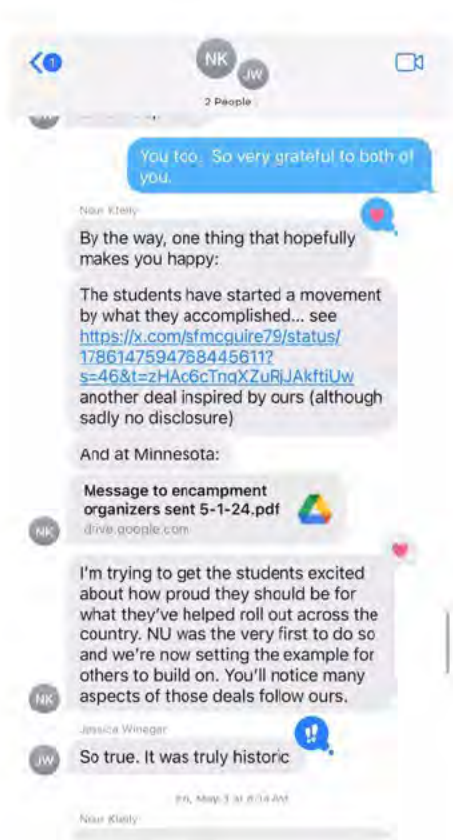 1
NK
JW
2 People
You too. So very grateful to both of
you.
Nour Kteily
By the way, one thing that hopefully
makes you happy:
The students have started a movement
by what they accomplished... see
https://x.com/sfmcguire79/status/
1786147594768445611?
s=46&t=zHAc6cTnqXZuRjJAkftiUw
another deal inspired by ours (although
sadly no disclosure)
And at Minnesota:
Message to encampment
organizers sent 5-1-24.pdf
drive.google.com
NK
I'm trying to get the students excited
about how proud they should be for
what they've helped roll out across the
country. NU was the very first to do so
and we're now setting the example for
others to build on. You'll notice many
aspects of those deals follow ours.
NK
Jessica Winegar
!!
So true. It was truly historic
JW
Fri, May 3 at
Nour Kteily